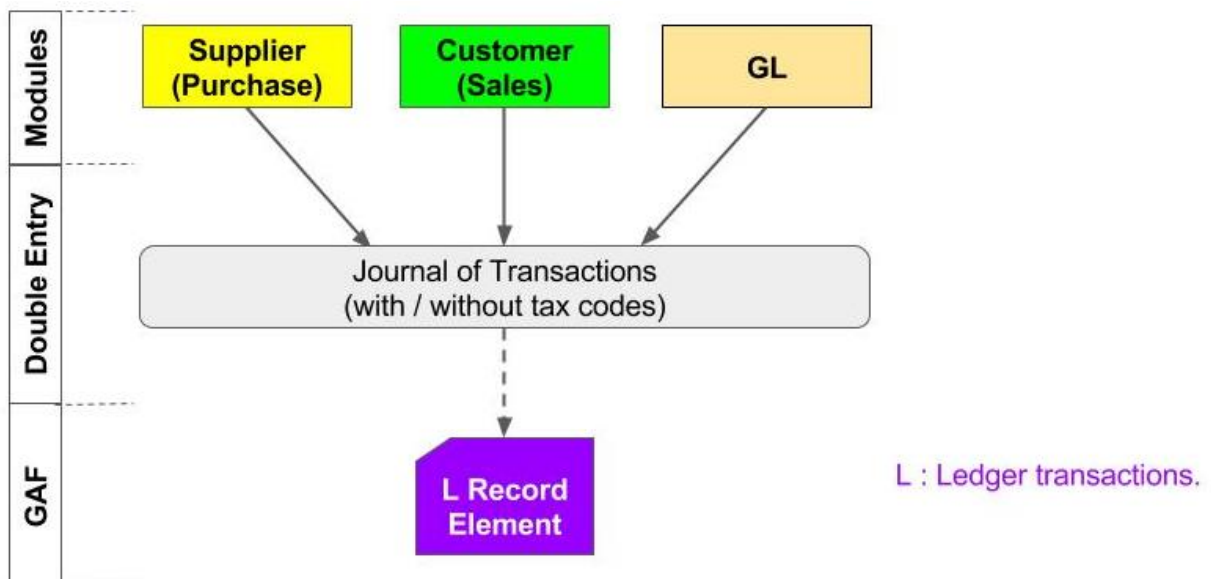 Modules
Supplier
(Purchase)
Customer
(Sales)
GL
Double Entry
Journal of Transactions
(with / without tax codes)
GAF
L Record
Element
L : Ledger transactions.